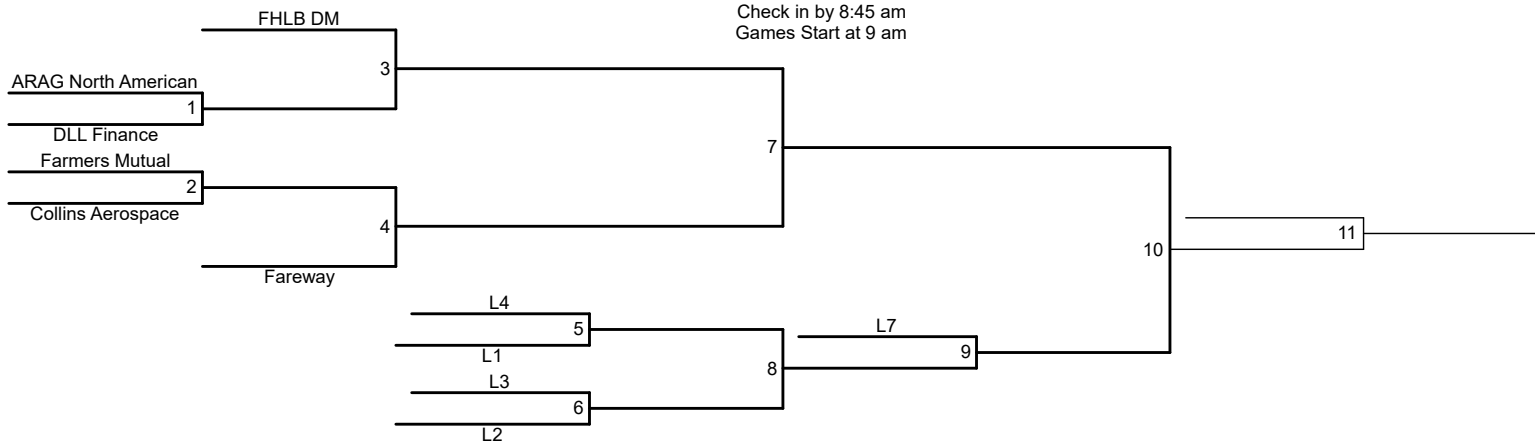 Check in by 8:45 am
Games Start at 9 am
FHLB DM
3
ARAG North American
1
DLL Finance
Farmers Mutual
2
Collins Aerospace
4
Fareway
7
10
11
L4
5
L1
L3
6
L2
8
L7
9